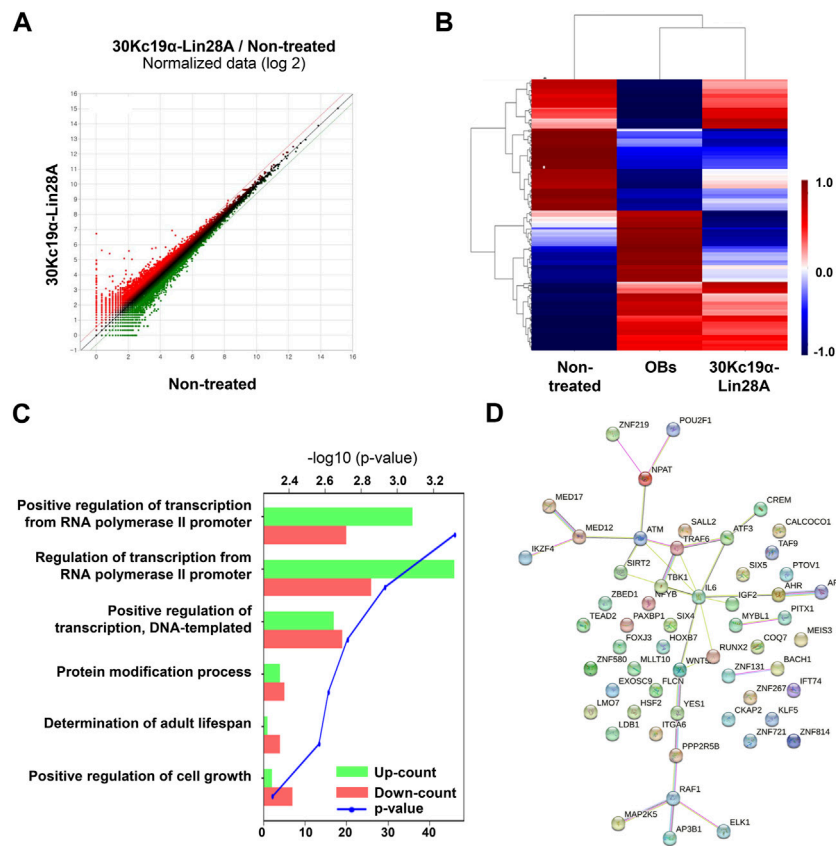 A
30Kc19α-Lin28A / Non-treated
Normalized data (log 2)
30Kc19α-Lin28A
16
15
14
13
12
11
10
9
8
7
6
5
4
3
2
1
0
-1
0 2 4 6 8 10 12 14 16
Non-treated
B
1.0
0.0
-1.0
Non-
treated
OBs
30Kc19α-
Lin28A
C
-log10 (p-value)
2.4 2.6 2.8 3.0 3.2
Positive regulation of transcription
from RNA polymerase II promoter
Regulation of transcription from
RNA polymerase II promoter
Positive regulation of
transcription, DNA-templated
Protein modification process
Determination of adult lifespan
Positive regulation of cell growth
Up-count
Down-count
p-value
0 10 20 30 40
D
ZNF219
POU2F1
NPAT
MED17
MED12
IKZF4
ATM
SALL2
TRAF6
ATF3
CREM
CALCOCO1
TAF9
SIRT2
TBK1
SIX5
PTOV1
IL6
ZBED1
NFYB
IGF2
AHR
TEAD2
PAXBP1
SIX4
MYBL1
PITX1
FOXJ3
HOXB7
RUNX2
COQ7
MEIS3
ZNF580
MLLT10
ZNF131
BACH1
EXOSC9
FLCN
ZNF267
IFT74
LMO7
HSF2
YES1
CKAP2
KLF5
LDB1
ITGA6
ZNF721
ZNF814
PPP2R5B
RAF1
MAP2K5
AP3B1
ELK1